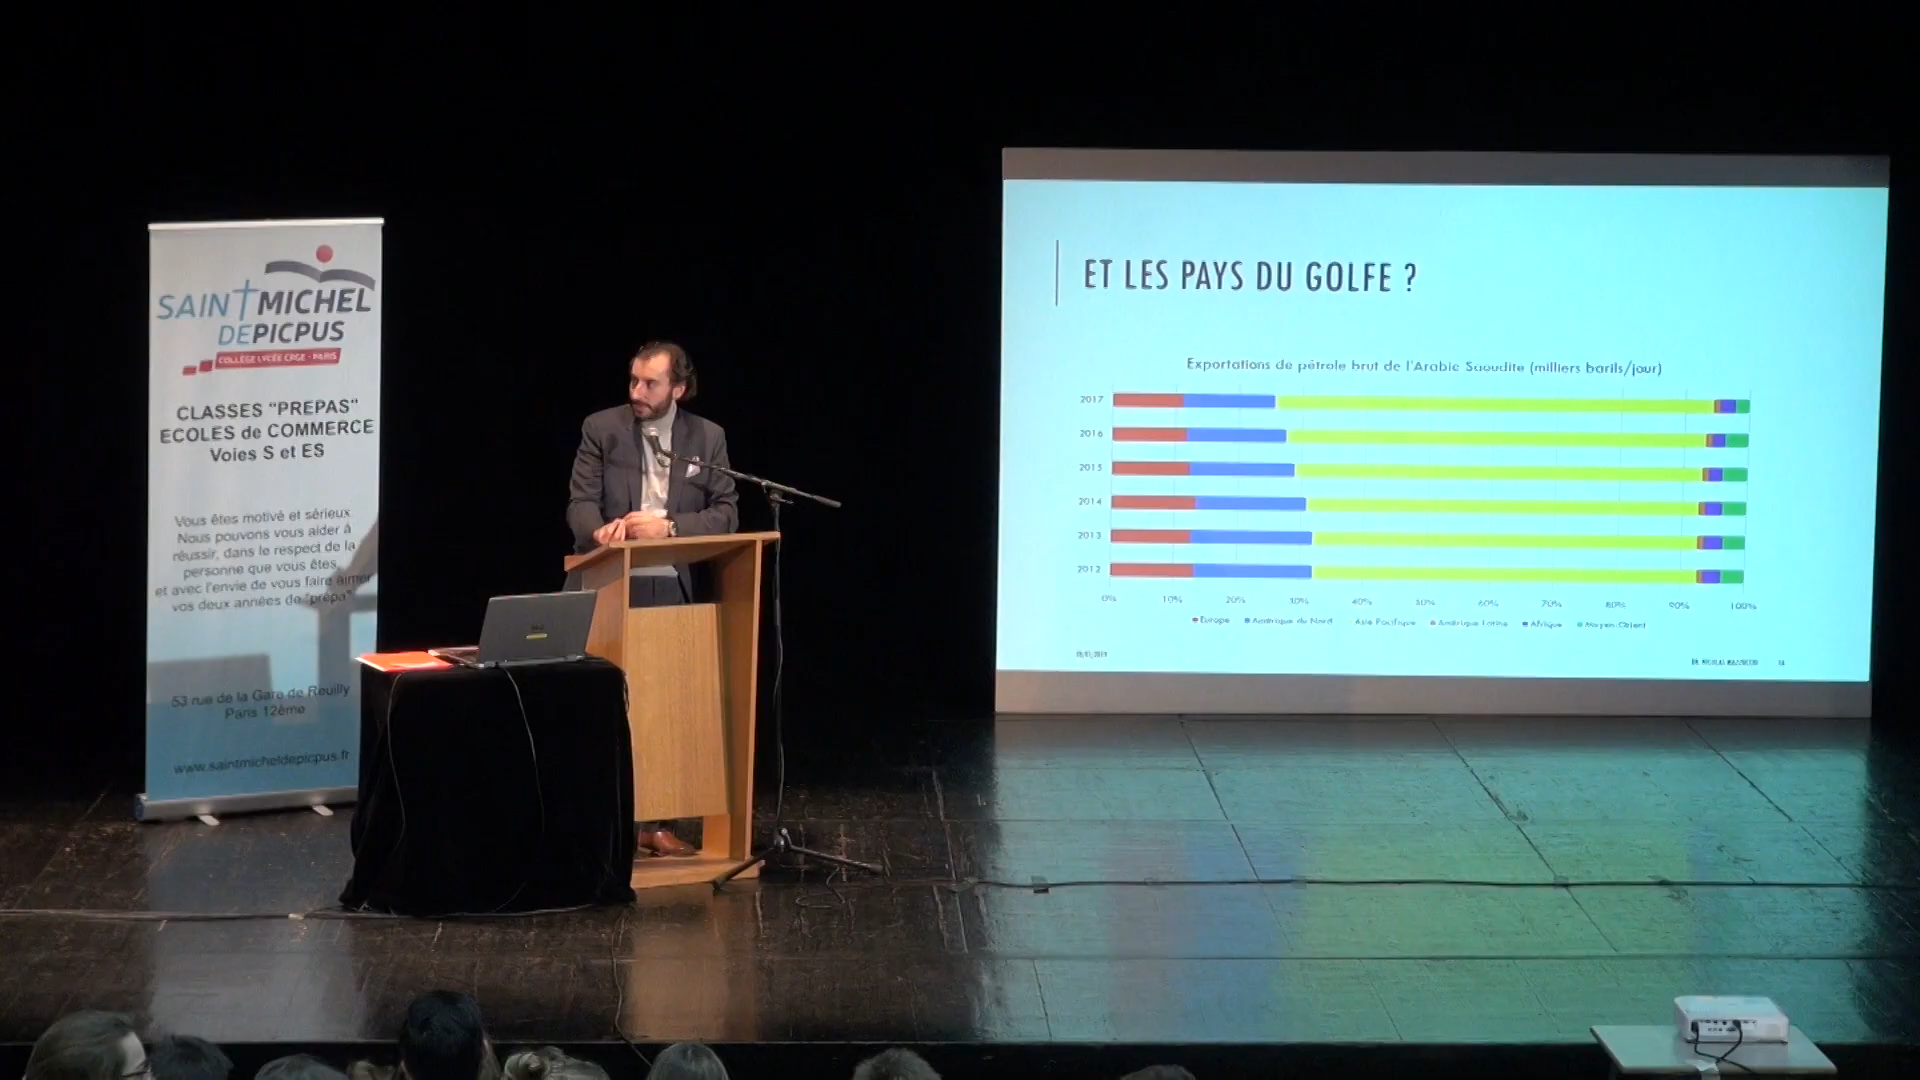 SAINT MICHEL
DE PICPUS
COLLÈGE LYCÉE CPGE - PARIS
CLASSES "PREPAS"
ECOLES de COMMERCE
Voies S et ES
Vous êtes motivé et sérieux
Nous pouvons vous aider à
réussir, dans le respect de la
personne que vous êtes
et avec l'envie de vous faire aimer
vos deux années de "prépa"
53 rue de la Gare de Reuilly
Paris 12ème
www.saintmicheldepicpus.fr
ET LES PAYS DU GOLFE ?
Exportations de pétrole brut de l'Arabie Saoudite (milliers barils/jour)
2017
2016
2015
2014
2013
2012
0% 10% 20% 30% 40% 50% 60% 70% 80% 90% 100%
Europe Amérique du Nord Asie Pacifique Amérique Latine Afrique Moyen-Orient